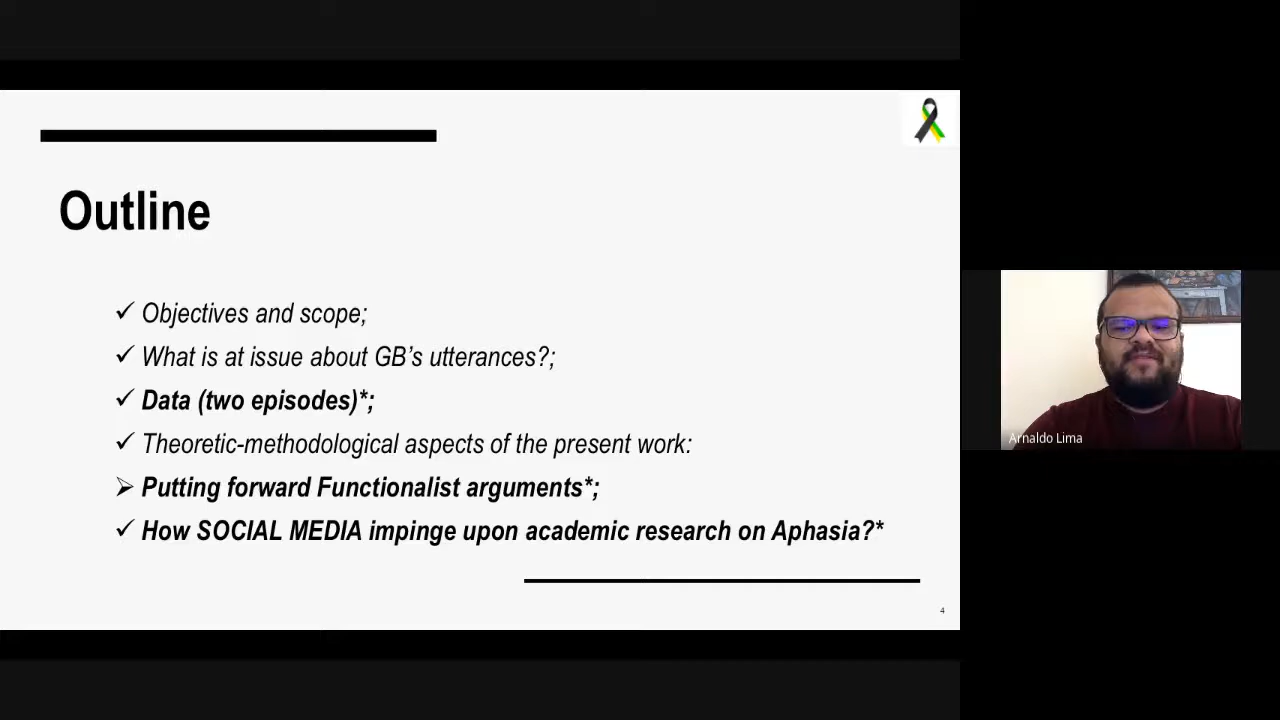 Outline
✓ Objectives and scope;
✓ What is at issue about GB's utterances?;
✓ Data (two episodes)*;
✓ Theoretic-methodological aspects of the present work:
➢ Putting forward Functionalist arguments*;
✓ How SOCIAL MEDIA impinge upon academic research on Aphasia?*
4
Arnaldo Lima